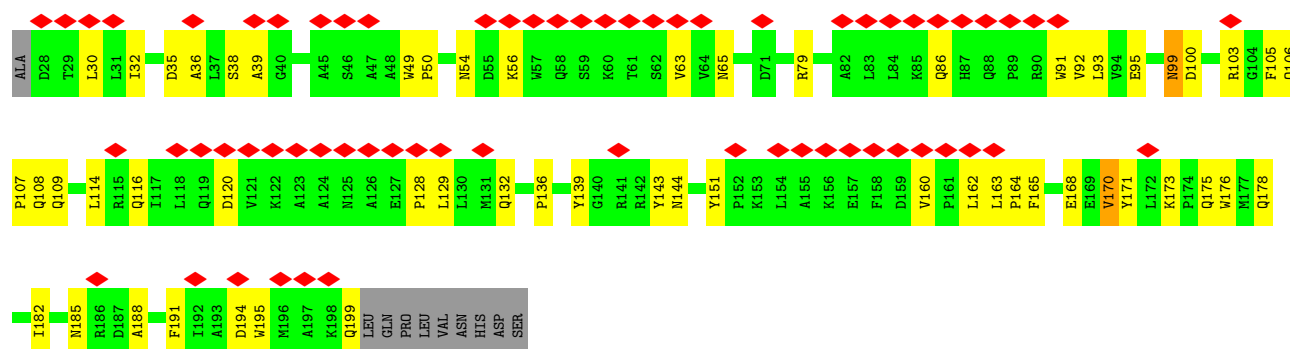 ALA D28 T29 L30 L31 I32 D35 A36 L37 S38 A39 G40 A45 S46 A47 A48 W49 P50 N54 D55 K56 W57 Q58 S59 K60 T61 S62 V63 V64 N65 D71 R79 A82 L83 L84 K85 Q86 H87 Q88 P89 R90 W91 V92 L93 V94 E95 N99 D100 R103 G104 F105 Q106
P107 Q108 Q109 L114 R115 Q116 I117 L118 Q119 D120 V121 K122 A123 A124 N125 A126 E127 P128 L129 L130 M131 Q132 P136 Y139 G140 R141 R142 Y143 N144 Y151 P152 K153 L154 A155 K156 E157 F158 D159 V160 P161 L162 L163 P164 F165 E168 E169 V170 Y171 L172 K173 P174 Q175 W176 M177 Q178
I182 N185 R186 D187 A188 F191 I192 A193 D194 W195 M196 A197 K198 Q199 LEU GLN PRO LEU VAL ASN HIS ASP SER